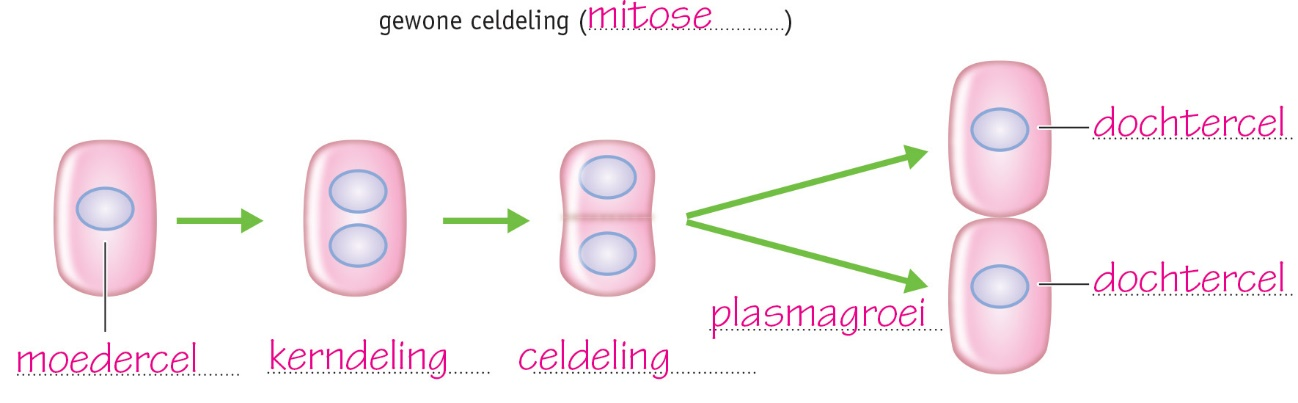 gewone celdeling (mitose)
dochtercel
dochtercel
plasmagroei
moedercel
kerndeling
celdeling